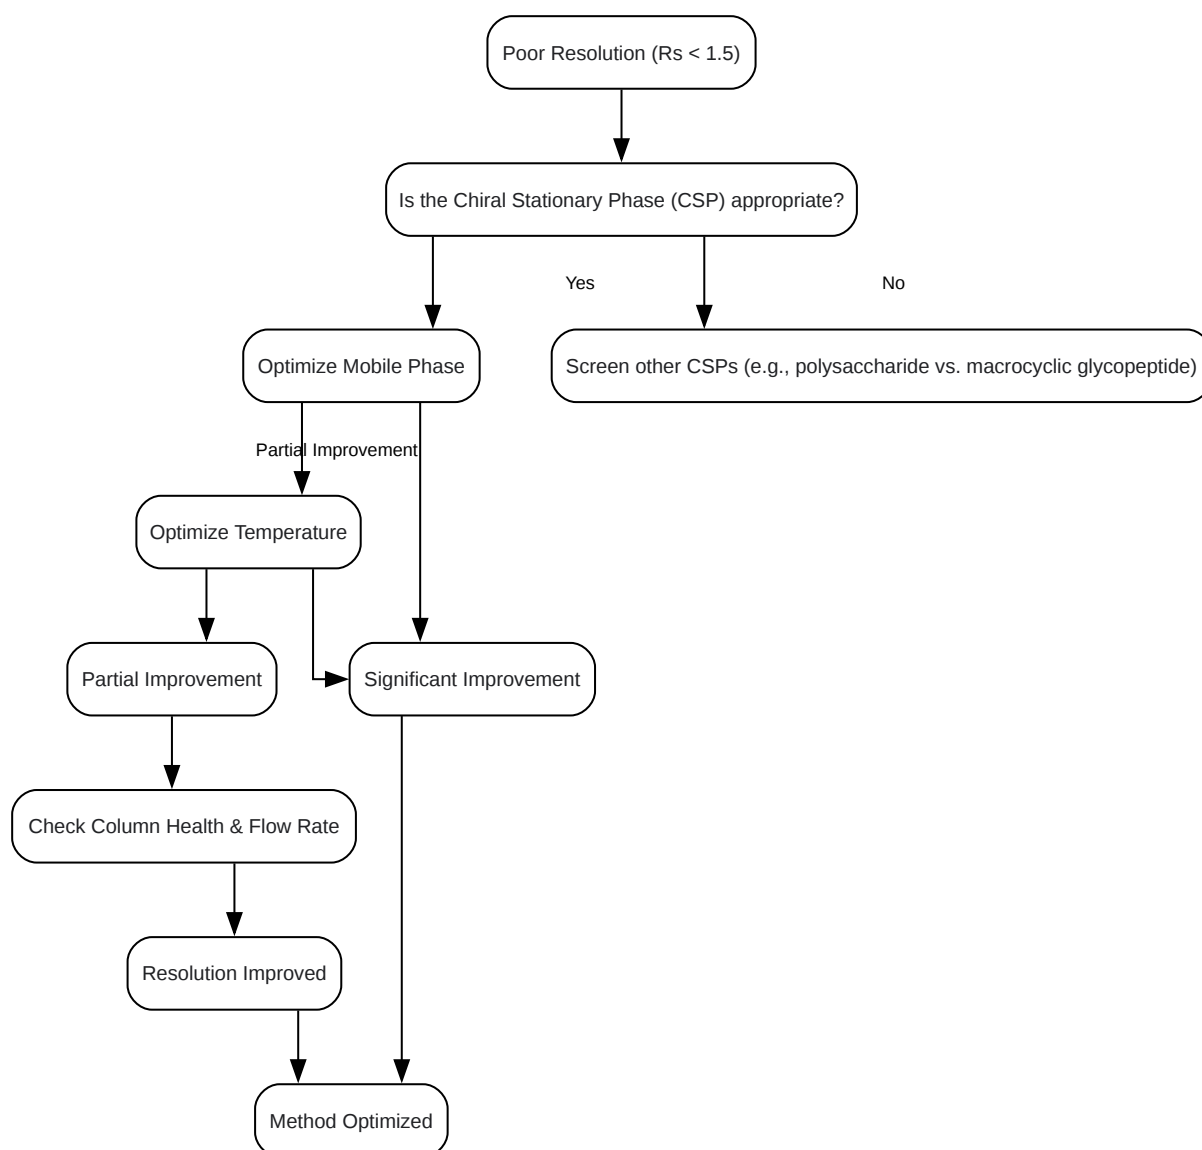 Poor Resolution (Rs < 1.5)
Is the Chiral Stationary Phase (CSP) appropriate?
Yes
No
Optimize Mobile Phase
Screen other CSPs (e.g., polysaccharide vs. macrocyclic glycopeptide)
Partial Improvement
Optimize Temperature
Partial Improvement
Significant Improvement
Check Column Health & Flow Rate
Resolution Improved
Method Optimized